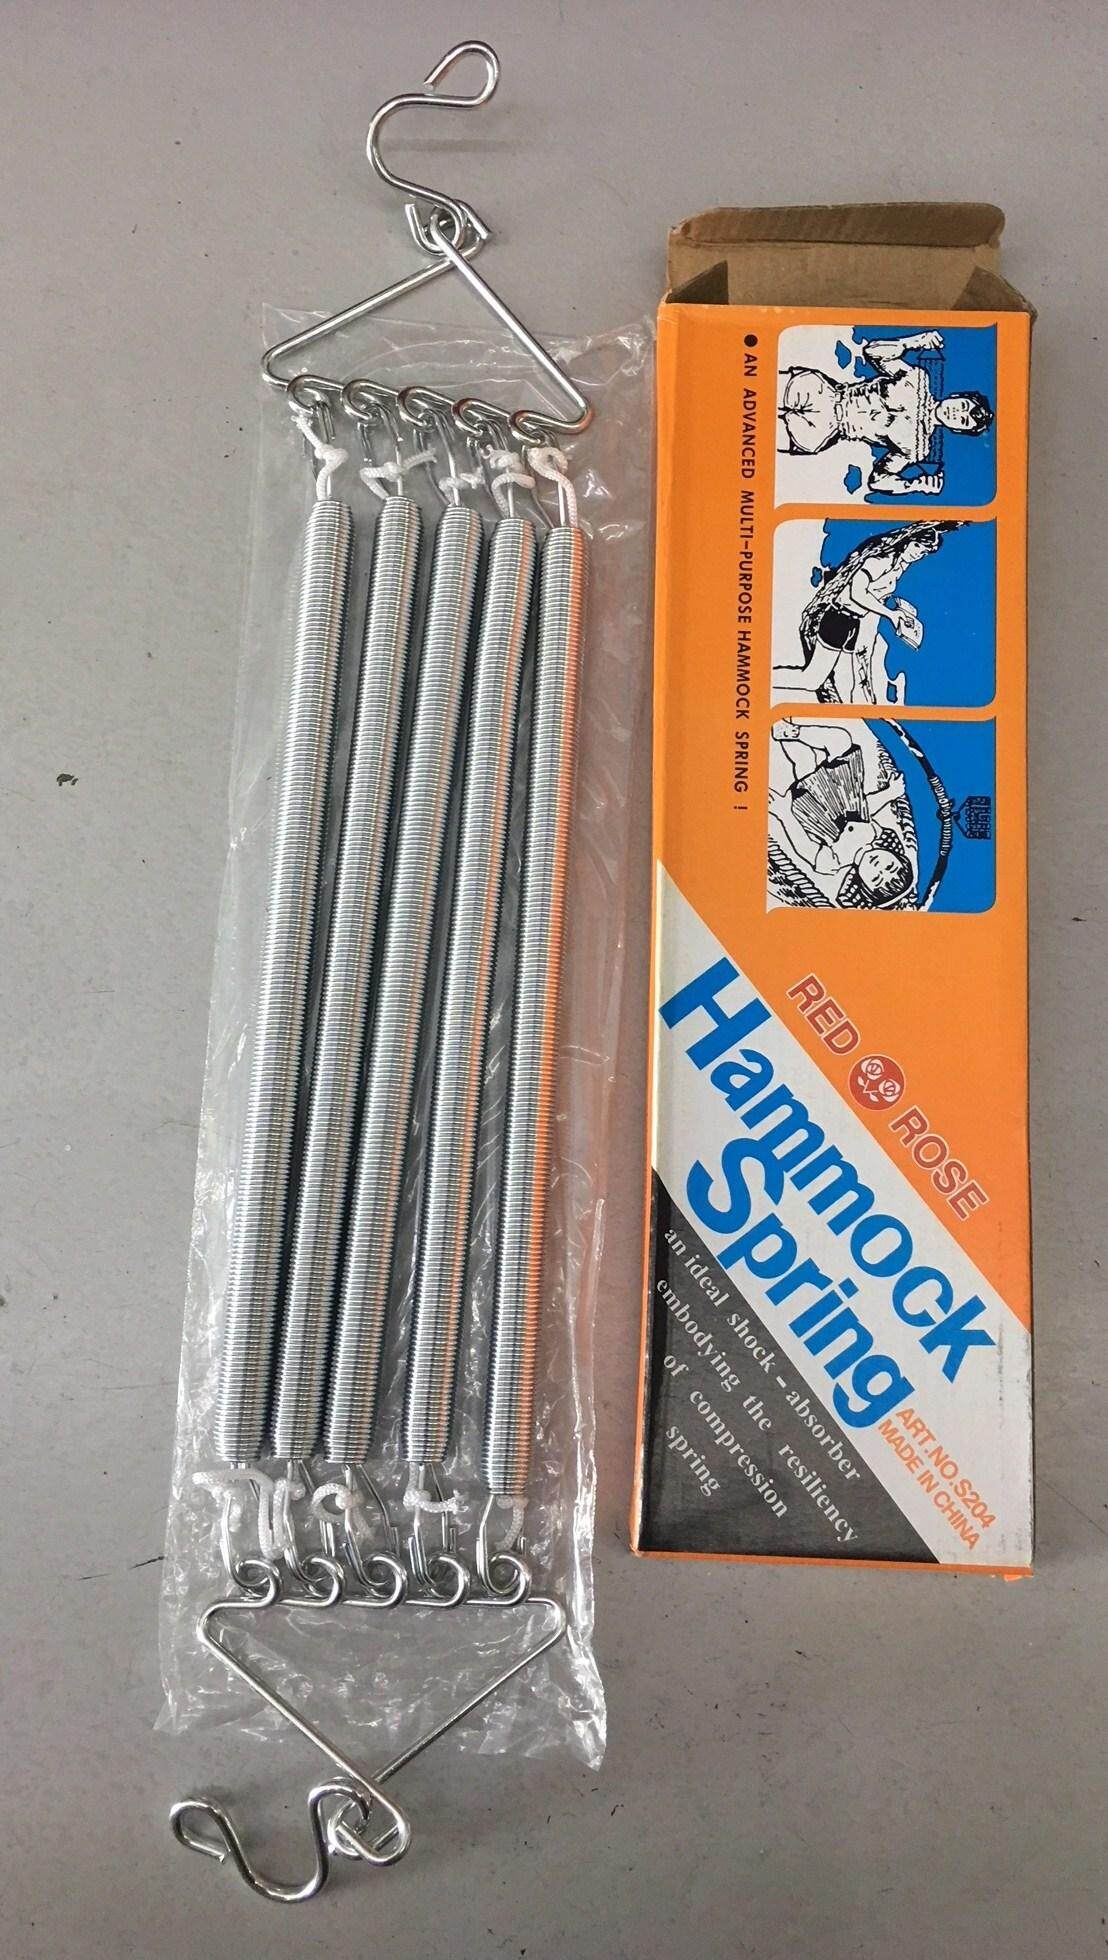 ● AN ADVANCED MULTI-PURPOSE HAMMOCK SPRING !
RED ROSE
Hammock
Spring
ART.NO.S204
MADE IN CHINA
an ideal shock-absorber
embodying the resiliency
of compression
spring